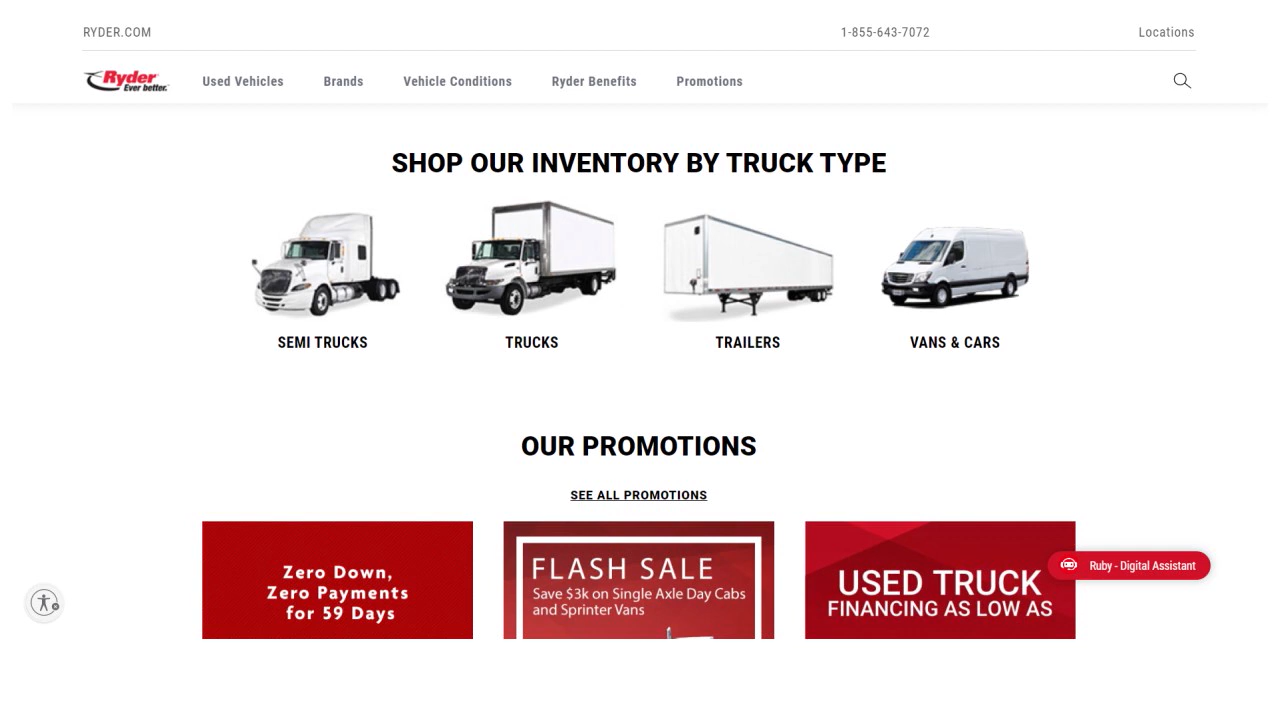 RYDER.COM
1-855-643-7072
Locations
Ryder
Ever better.
Used Vehicles
Brands
Vehicle Conditions
Ryder Benefits
Promotions
SHOP OUR INVENTORY BY TRUCK TYPE
SEMI TRUCKS
TRUCKS
TRAILERS
VANS & CARS
OUR PROMOTIONS
SEE ALL PROMOTIONS
Zero Down,
Zero Payments
for 59 Days
FLASH SALE
Save $3k on Single Axle Day Cabs
and Sprinter Vans
USED TRUCK
FINANCING AS LOW AS
Ruby - Digital Assistant